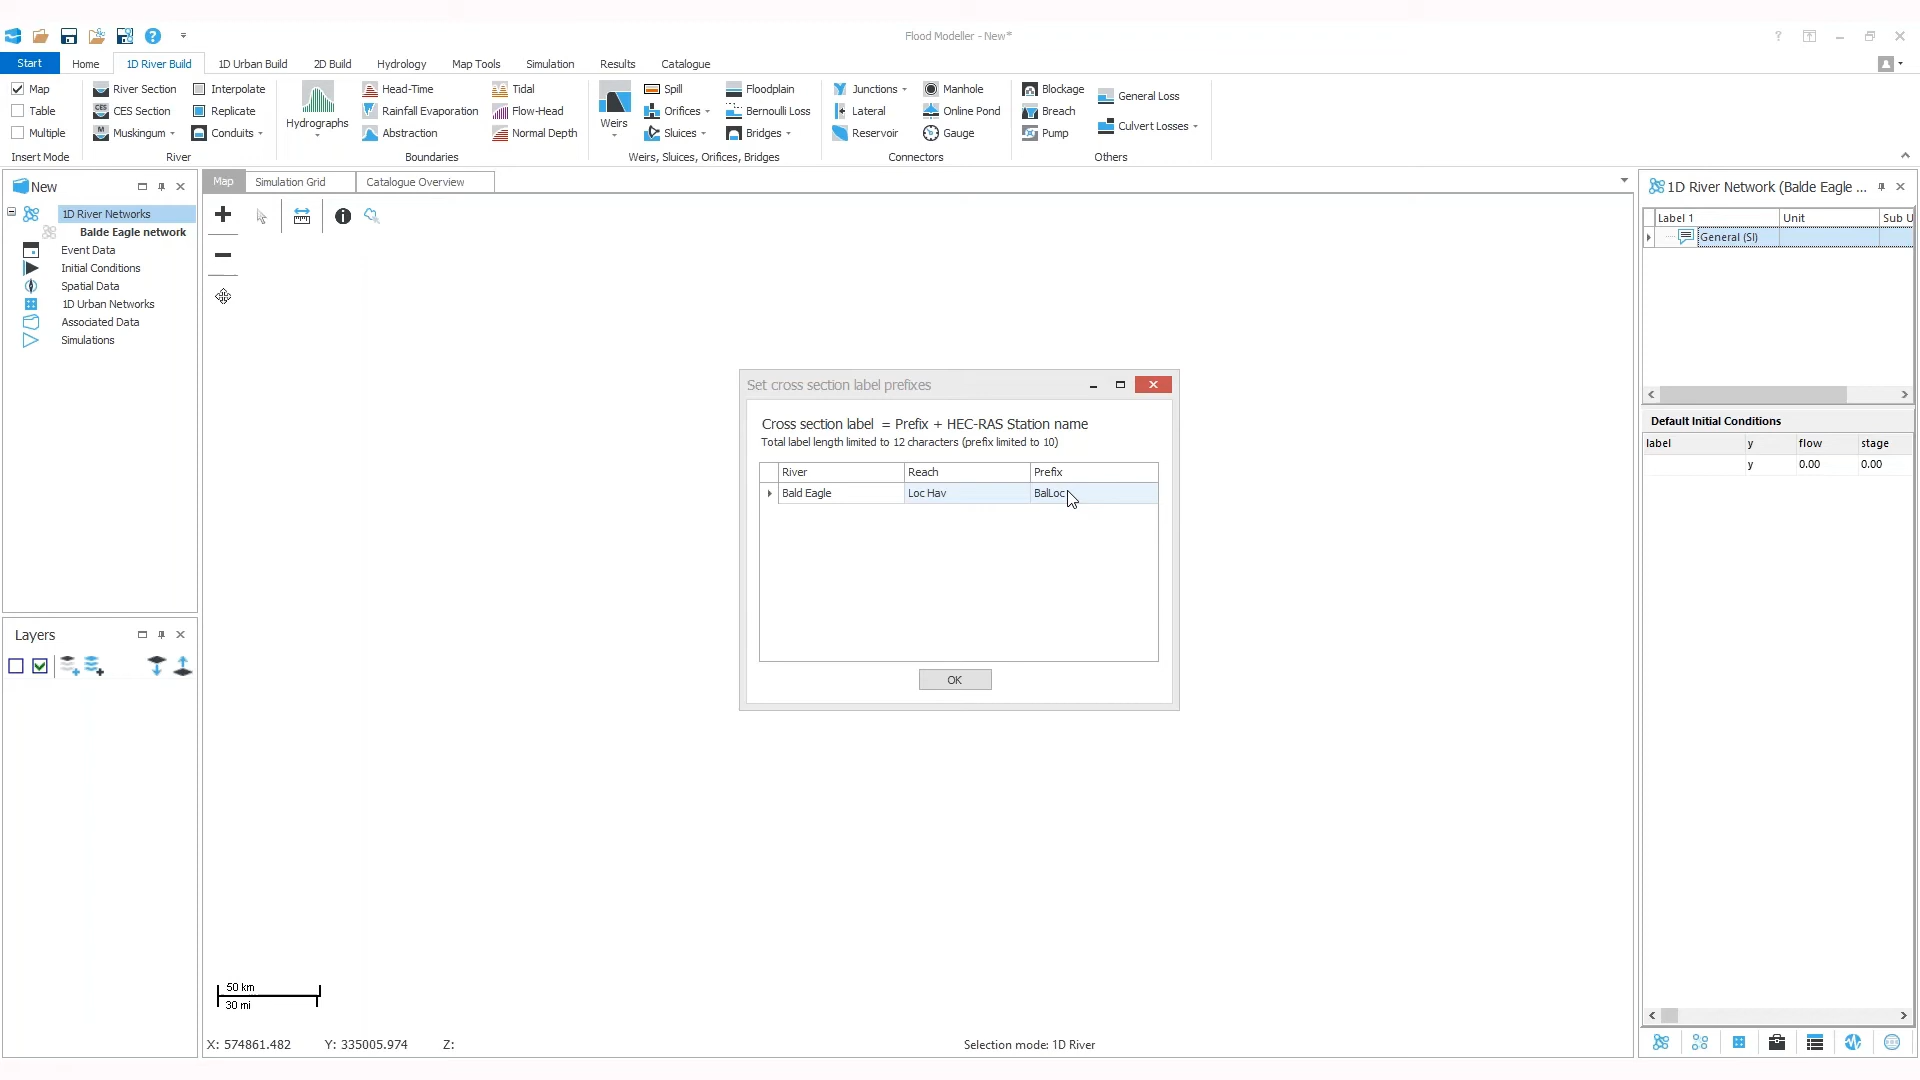 Flood Modeller - New*
Start Home 1D River Build 1D Urban Build 2D Build Hydrology Map Tools Simulation Results Catalogue
Map River Section Interpolate Head-Time Tidal Spill Floodplain Junctions Manhole Blockage General Loss
Table CES Section Replicate Hydrographs Rainfall Evaporation Flow-Head Weirs Orifices Bernoulli Loss Lateral Online Pond Breach
Multiple Muskingum Conduits Abstraction Normal Depth Sluices Bridges Reservoir Gauge Pump Culvert Losses
Insert Mode River Boundaries Weirs, Sluices, Orifices, Bridges Connectors Others
New
1D River Networks
Balde Eagle network
Event Data
Initial Conditions
Spatial Data
1D Urban Networks
Associated Data
Simulations
Layers
Map Simulation Grid Catalogue Overview
Set cross section label prefixes
Cross section label = Prefix + HEC-RAS Station name
Total label length limited to 12 characters (prefix limited to 10)
River Reach Prefix
Bald Eagle Loc Hav BalLoc
OK
50 km
30 mi
X: 574861.482 Y: 335005.974 Z: Selection mode: 1D River
1D River Network (Balde Eagle ...
Label 1 Unit Sub U
General (SI)
Default Initial Conditions
label y flow stage
y 0.00 0.00